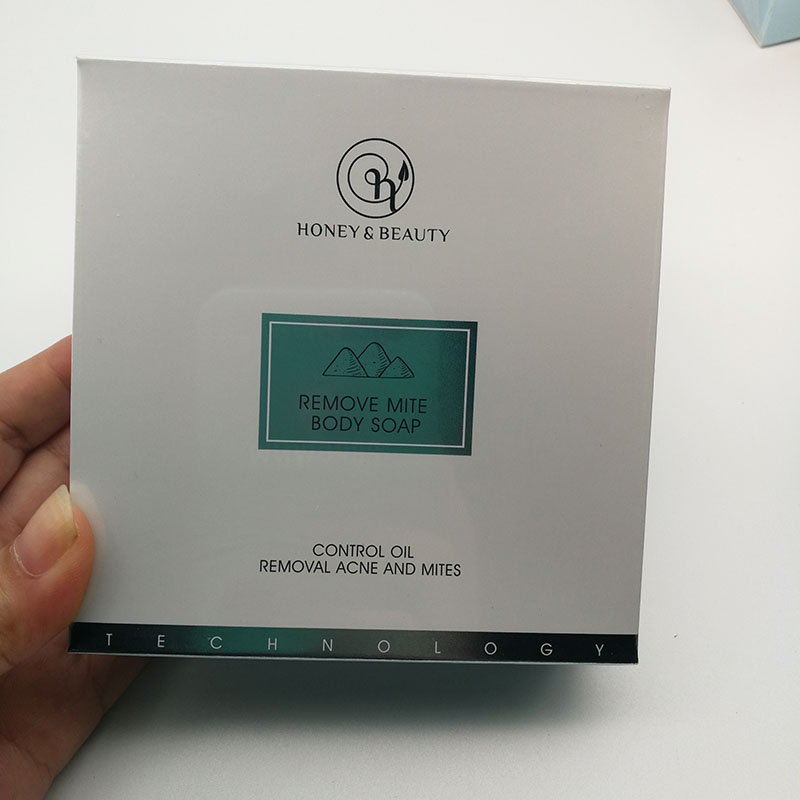 HONEY & BEAUTY
REMOVE MITE
BODY SOAP
CONTROL OIL
REMOVAL ACNE AND MITES
TECHNOLOGY